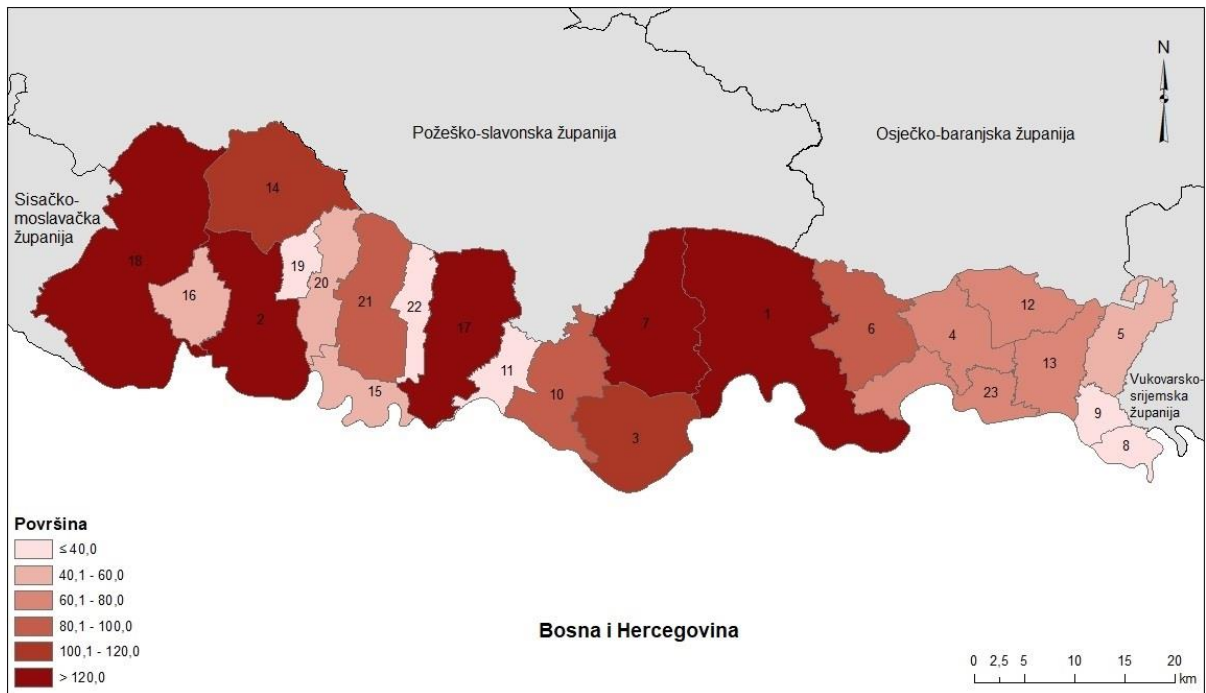 N
Požeško-slavonska županija
Osječko-baranjska županija
Sisačko-
moslavačka
županija
14
18
19
20
16
2
21
22
17
15
11
10
7
1
3
6
4
12
5
13
23
9
8
Vukovarsko-
srijemska
županija
Površina
≤ 40,0
40,1 - 60,0
60,1 - 80,0
80,1 - 100,0
100,1 - 120,0
> 120,0
Bosna i Hercegovina
0 2,5 5 10 15 20
km